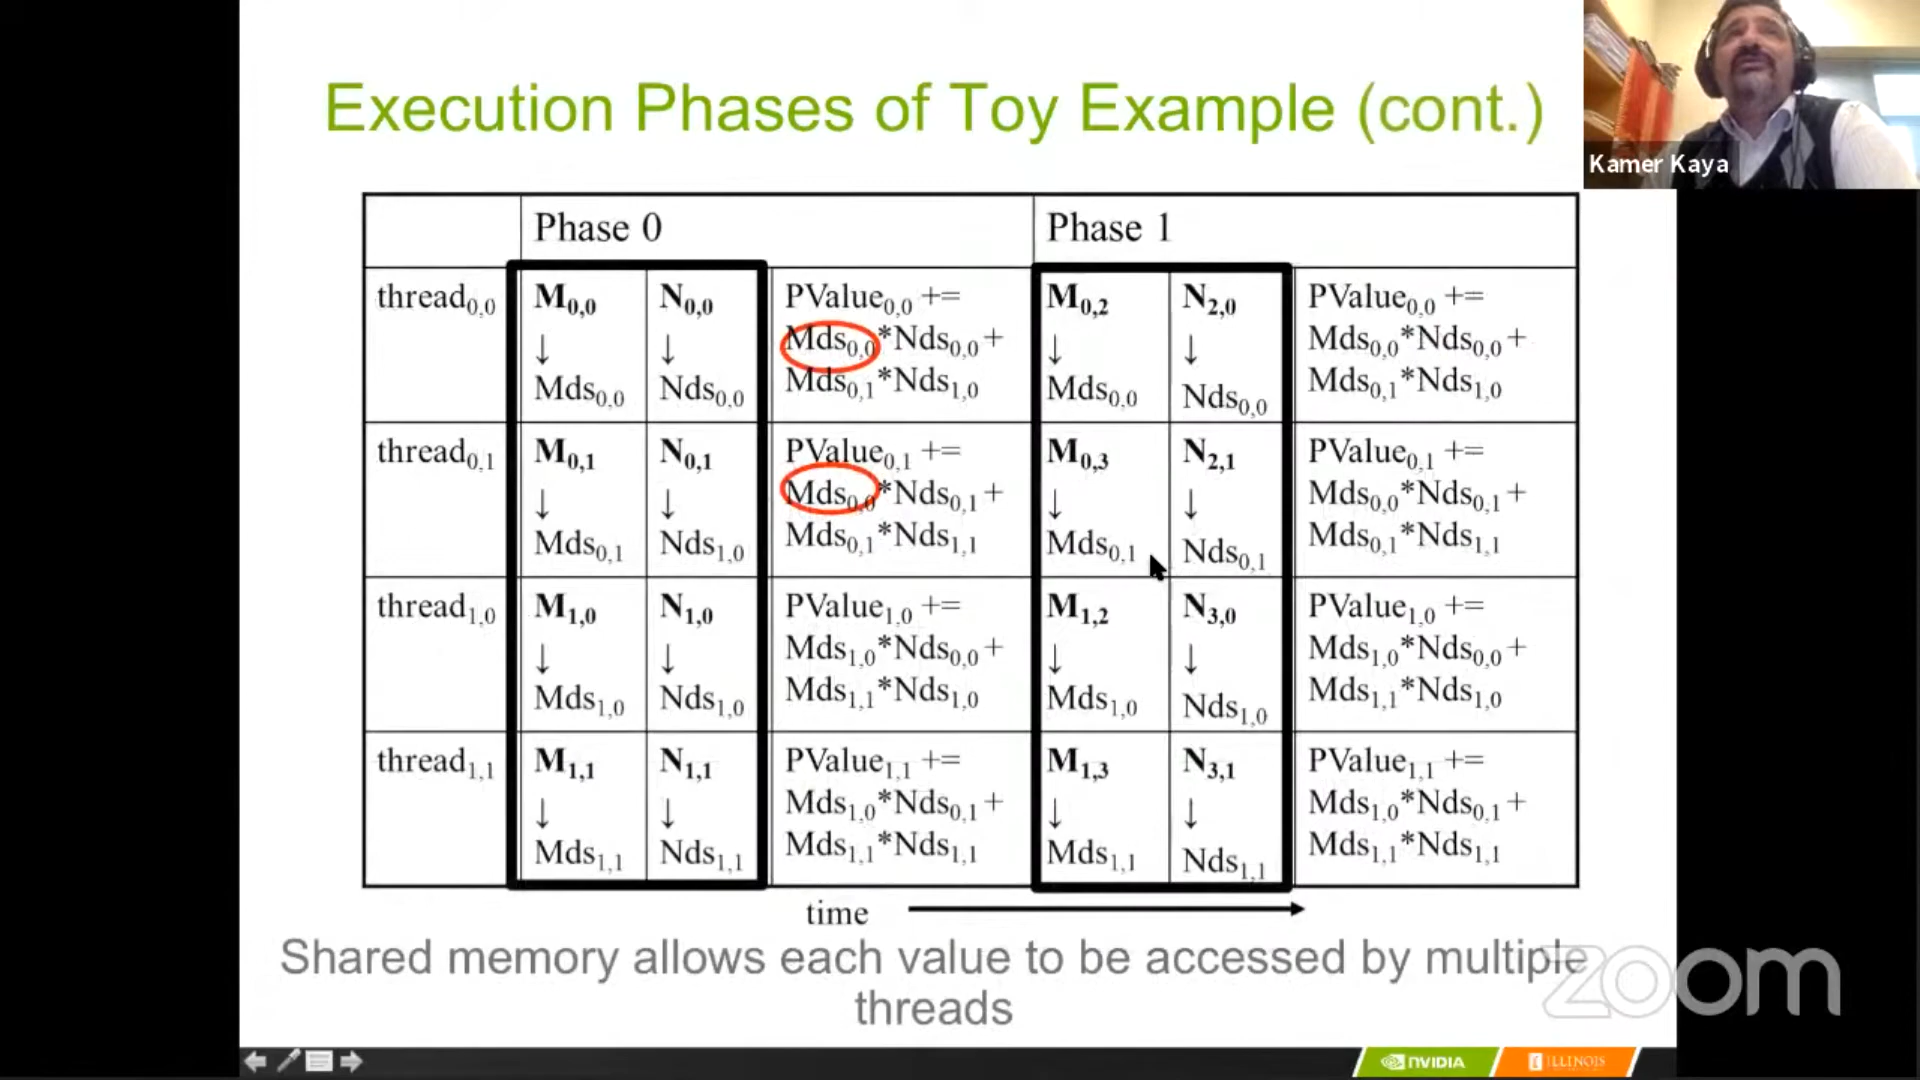 Execution Phases of Toy Example (cont.)
Kamer Kaya
Phase 0 Phase 1
thread0,0 M0,0 N0,0 PValue0,0 += M0,2 N2,0 PValue0,0 +=
↓ ↓ Mds0,0*Nds0,0 + ↓ ↓ Mds0,0*Nds0,0 +
Mds0,0 Nds0,0 Mds0,1*Nds1,0 Mds0,0 Nds0,0 Mds0,1*Nds1,0
thread0,1 M0,1 N0,1 PValue0,1 += M0,3 N2,1 PValue0,1 +=
↓ ↓ Mds0,0*Nds0,1 + ↓ ↓ Mds0,0*Nds0,1 +
Mds0,1 Nds1,0 Mds0,1*Nds1,1 Mds0,1 Nds0,1 Mds0,1*Nds1,1
thread1,0 M1,0 N1,0 PValue1,0 += M1,2 N3,0 PValue1,0 +=
↓ ↓ Mds1,0*Nds0,0 + ↓ ↓ Mds1,0*Nds0,0 +
Mds1,0 Nds1,0 Mds1,1*Nds1,0 Mds1,0 Nds1,0 Mds1,1*Nds1,0
thread1,1 M1,1 N1,1 PValue1,1 += M1,3 N3,1 PValue1,1 +=
↓ ↓ Mds1,0*Nds0,1 + ↓ ↓ Mds1,0*Nds0,1 +
Mds1,1 Nds1,1 Mds1,1*Nds1,1 Mds1,1 Nds1,1 Mds1,1*Nds1,1
time
Shared memory allows each value to be accessed by multiple
threads
zoom
NVIDIA ILLINOIS